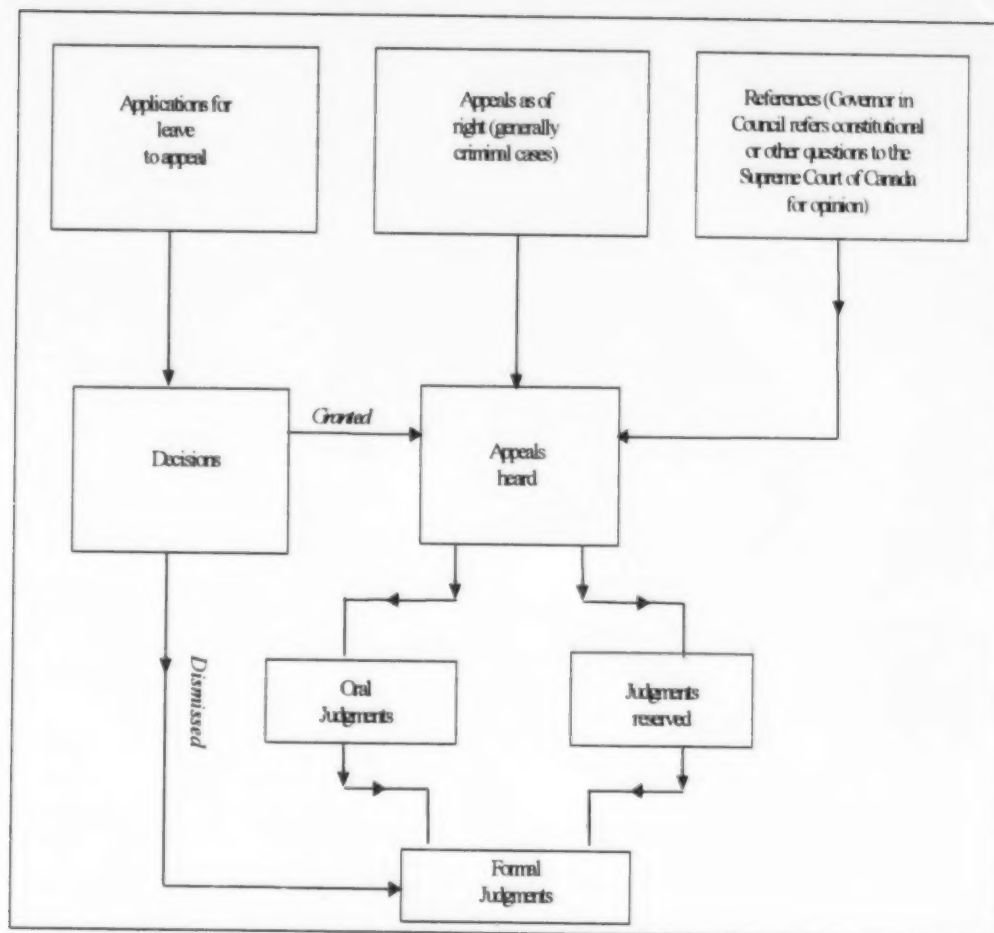 Applications for
leave
to appeal
Appeals as of
right (generally
criminal cases)
References (Governor in
Council refers constitutional
or other questions to the
Supreme Court of Canada
for opinion)
Decisions
Granted
Appeals
heard
Dismissed
Oral
Judgments
Judgments
reserved
Formal
Judgments